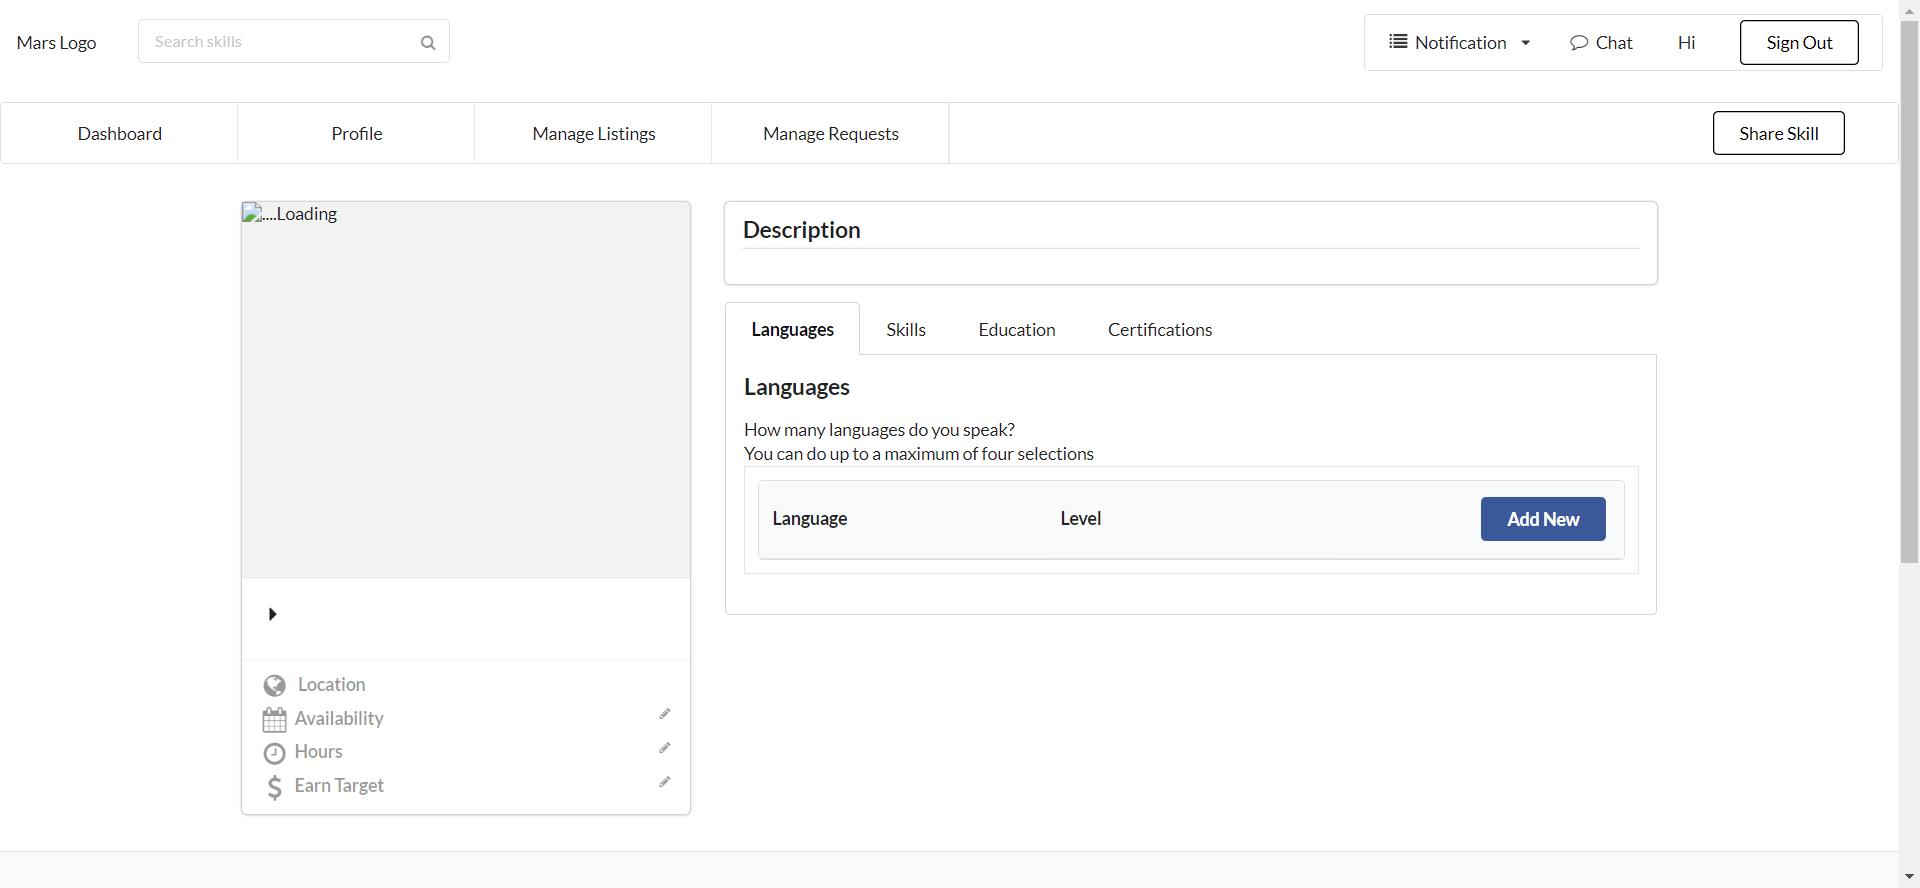 Mars Logo
Search skills
Notification
Chat
Hi
Sign Out
Dashboard
Profile
Manage Listings
Manage Requests
Share Skill
....Loading
Location
Availability
Hours
Earn Target
Description
Languages
Skills
Education
Certifications
Languages
How many languages do you speak?
You can do up to a maximum of four selections
Language
Level
Add New